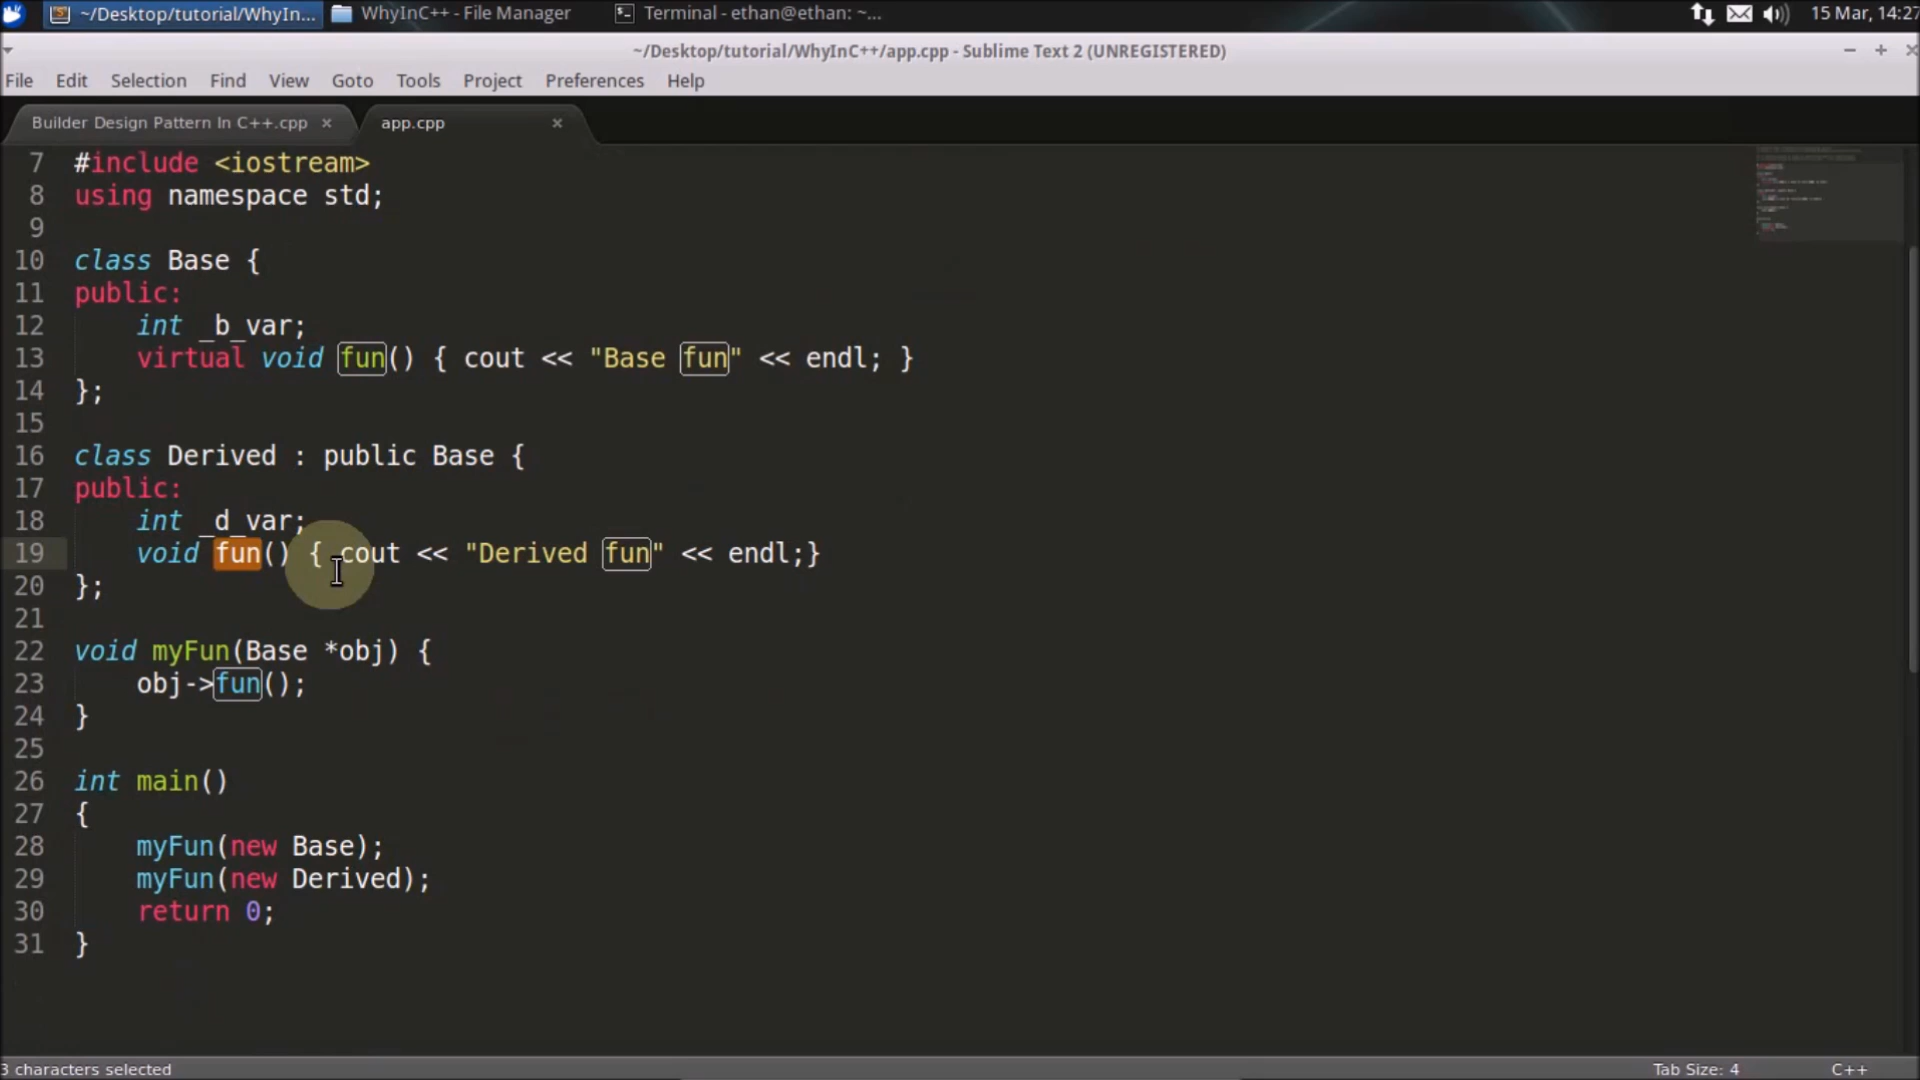 ~/Desktop/tutorial/WhyIn... WhyInC++ - File Manager Terminal - ethan@ethan: ~... 15 Mar, 14:27
~/Desktop/tutorial/WhyInC++/app.cpp - Sublime Text 2 (UNREGISTERED)
File Edit Selection Find View Goto Tools Project Preferences Help
Builder Design Pattern In C++.cpp × app.cpp ×
7 #include <iostream>
8 using namespace std;
9
10 class Base {
11 public:
12 int _b_var;
13 virtual void fun() { cout << "Base fun" << endl; }
14 };
15
16 class Derived : public Base {
17 public:
18 int _d_var;
19 void fun() { cout << "Derived fun" << endl;}
20 };
21
22 void myFun(Base *obj) {
23 obj->fun();
24 }
25
26 int main()
27 {
28 myFun(new Base);
29 myFun(new Derived);
30 return 0;
31 }
3 characters selected Tab Size: 4 C++